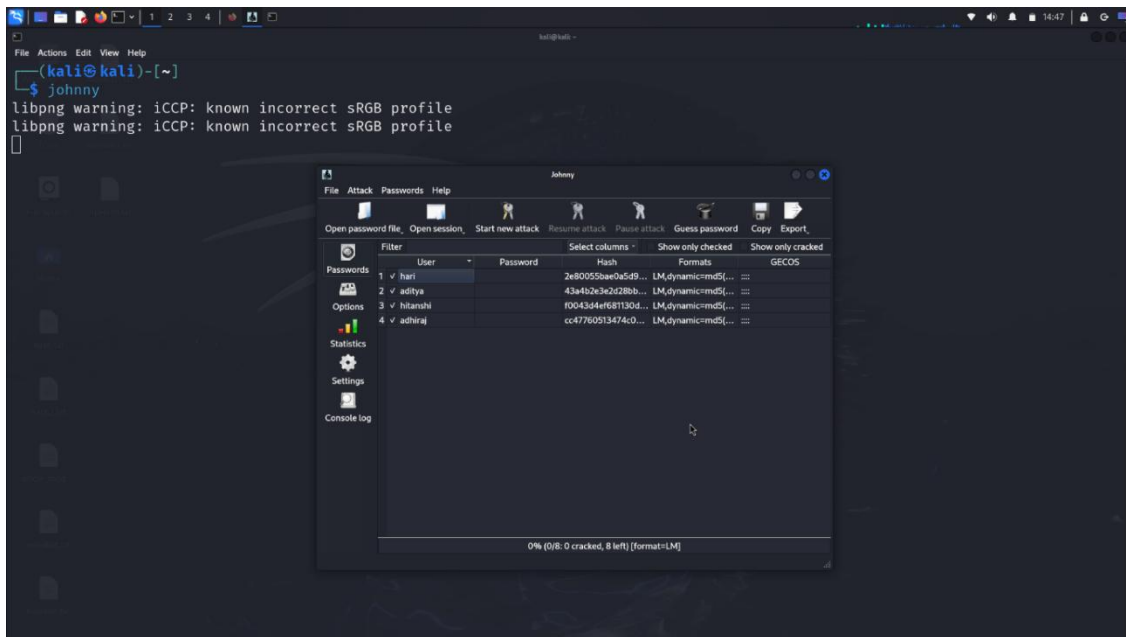 1 2 3 4
14:47
kali@kali: ~
File Actions Edit View Help
(kali㉿kali)-[~]
$ johnny
libpng warning: iCCP: known incorrect sRGB profile
libpng warning: iCCP: known incorrect sRGB profile
Johnny
File Attack Passwords Help
Open password file Open session Start new attack Resume attack Pause attack Guess password Copy Export
Filter Select columns Show only checked Show only cracked
Passwords
User Password Hash Formats GECOS
1 hari 2e80055bae0a5d9... LM,dynamic=md5(... ::::
2 aditya 43a4b2e3e2d28bb... LM,dynamic=md5(... ::::
Options
3 hitanshi f0043d4ef681130d... LM,dynamic=md5(... ::::
4 adhiraj cc47760513474c0... LM,dynamic=md5(... ::::
Statistics
Settings
Console log
0% (0/8: 0 cracked, 8 left) [format=LM]